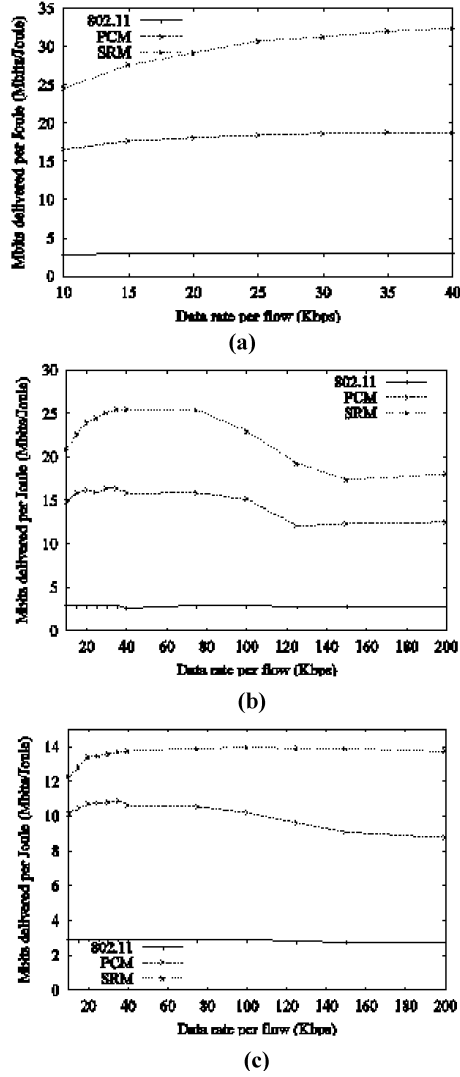 35
802.11
PCM
SRM
30
25
20
15
10
5
0
Mbits delivered per Joule (Mbits/Joule)
10 15 20 25 30 35 40
Data rate per flow (Kbps)
(a)
30
802.11
PCM
SRM
25
20
15
10
5
0
Mbits delivered per Joule (Mbits/Joule)
20 40 60 80 100 120 140 160 180 200
Data rate per flow (Kbps)
(b)
14
12
10
8
6
4
2
0
Mbits delivered per Joule (Mbits/Joule)
802.11
PCM
SRM
20 40 60 80 100 120 140 160 180 200
Data rate per flow (Kbps)
(c)